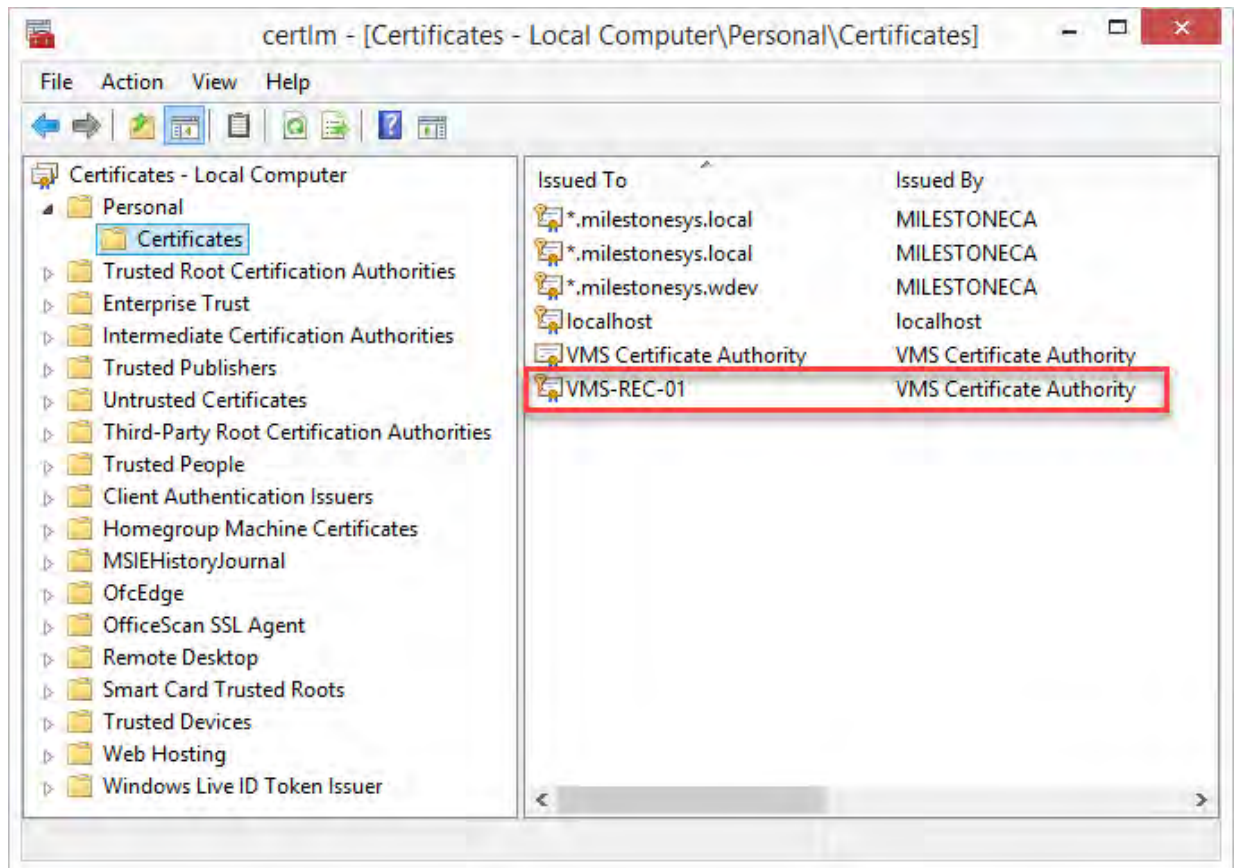 certlm - [Certificates - Local Computer\Personal\Certificates]
File Action View Help
Certificates - Local Computer
Personal
Certificates
Trusted Root Certification Authorities
Enterprise Trust
Intermediate Certification Authorities
Trusted Publishers
Untrusted Certificates
Third-Party Root Certification Authorities
Trusted People
Client Authentication Issuers
Homegroup Machine Certificates
MSIEHistoryJournal
OfcEdge
OfficeScan SSL Agent
Remote Desktop
Smart Card Trusted Roots
Trusted Devices
Web Hosting
Windows Live ID Token Issuer
Issued To Issued By
*.milestonesys.local MILESTONECA
*.milestonesys.local MILESTONECA
*.milestonesys.wdev MILESTONECA
localhost localhost
VMS Certificate Authority VMS Certificate Authority
VMS-REC-01 VMS Certificate Authority